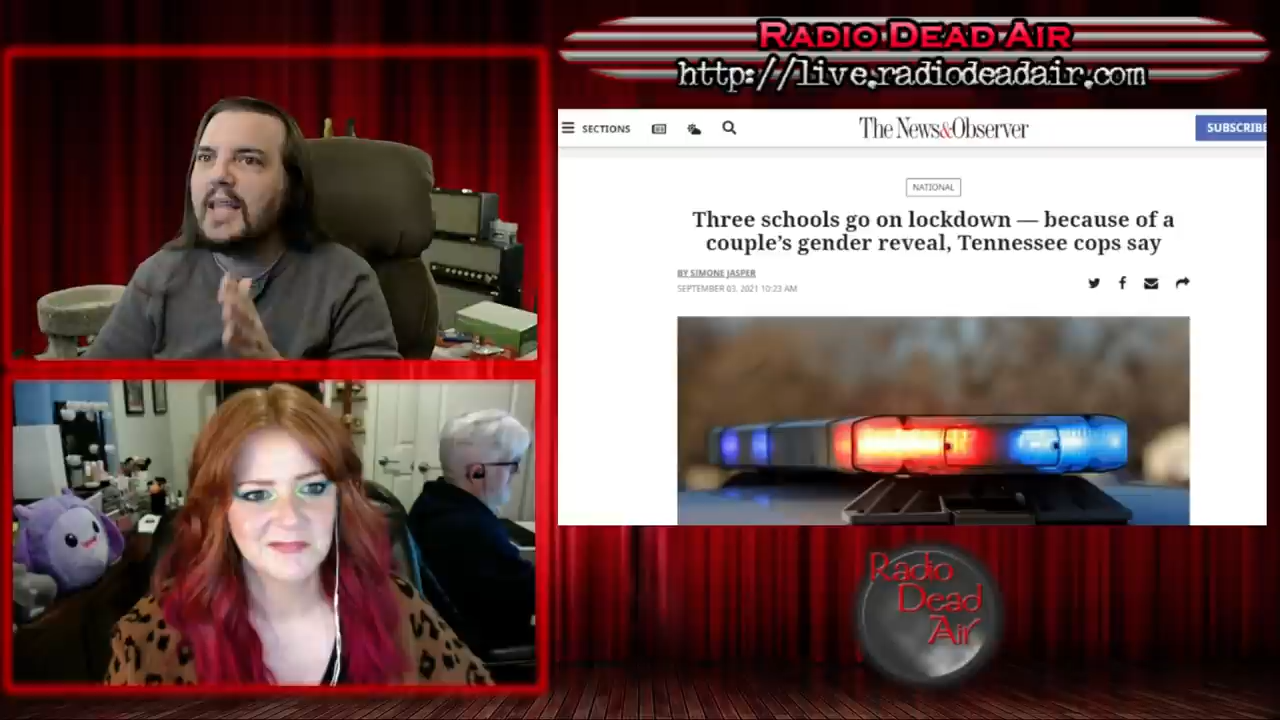 RADIO DEAD AIR
http://live.radiodeadair.com
SECTIONS
The News&Observer
SUBSCRIBE
NATIONAL
Three schools go on lockdown — because of a
couple's gender reveal, Tennessee cops say
BY SIMONE JASPER
SEPTEMBER 03, 2021 10:23 AM
Radio
Dead
Air